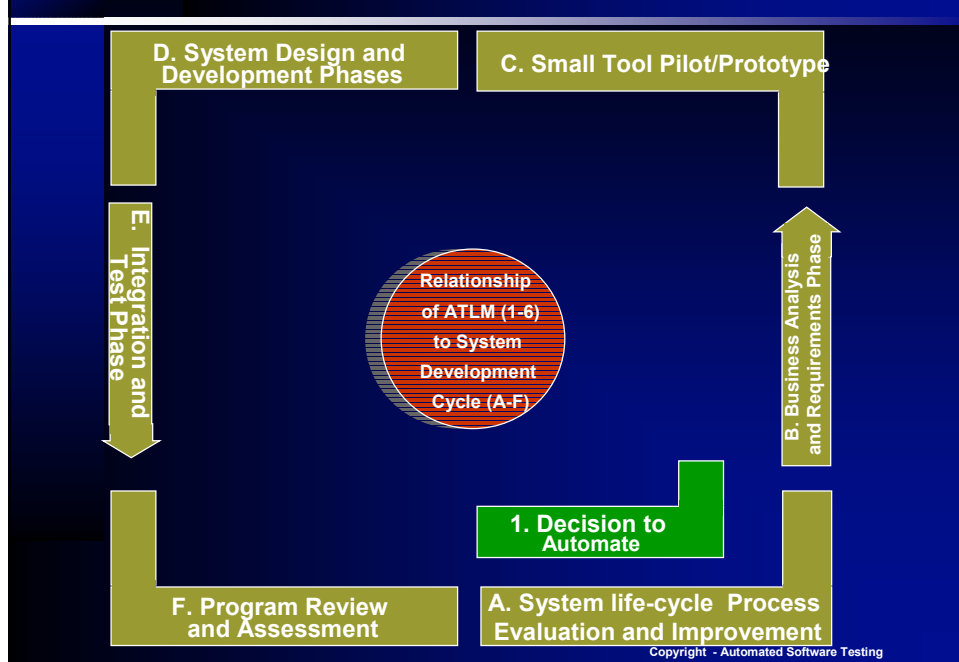 D. System Design and
Development Phases
C. Small Tool Pilot/Prototype
E. Integration and
Test Phase
Relationship
of ATLM (1-6)
to System
Development
Cycle (A-F)
B. Business Analysis
and Requirements Phase
1. Decision to
Automate
F. Program Review
and Assessment
A. System life-cycle Process
Evaluation and Improvement
Copyright - Automated Software Testing